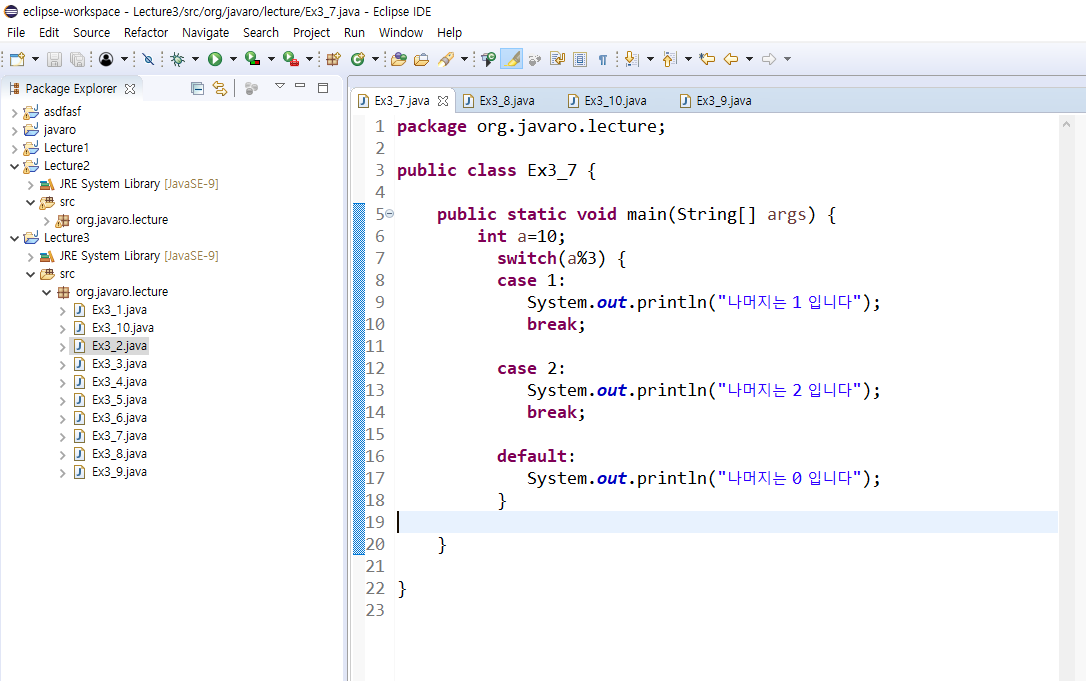 eclipse-workspace - Lecture3/src/org/javaro/lecture/Ex3_7.java - Eclipse IDE
File Edit Source Refactor Navigate Search Project Run Window Help
Package Explorer
asdfasf
javaro
Lecture1
Lecture2
JRE System Library [JavaSE-9]
src
org.javaro.lecture
Lecture3
JRE System Library [JavaSE-9]
src
org.javaro.lecture
Ex3_1.java
Ex3_10.java
Ex3_2.java
Ex3_3.java
Ex3_4.java
Ex3_5.java
Ex3_6.java
Ex3_7.java
Ex3_8.java
Ex3_9.java
Ex3_7.java Ex3_8.java Ex3_10.java Ex3_9.java
1 package org.javaro.lecture;
2
3 public class Ex3_7 {
4
5 public static void main(String[] args) {
6 int a=10;
7 switch(a%3) {
8 case 1:
9 System.out.println("나머지는 1 입니다");
10 break;
11
12 case 2:
13 System.out.println("나머지는 2 입니다");
14 break;
15
16 default:
17 System.out.println("나머지는 0 입니다");
18 }
19
20 }
21
22 }
23